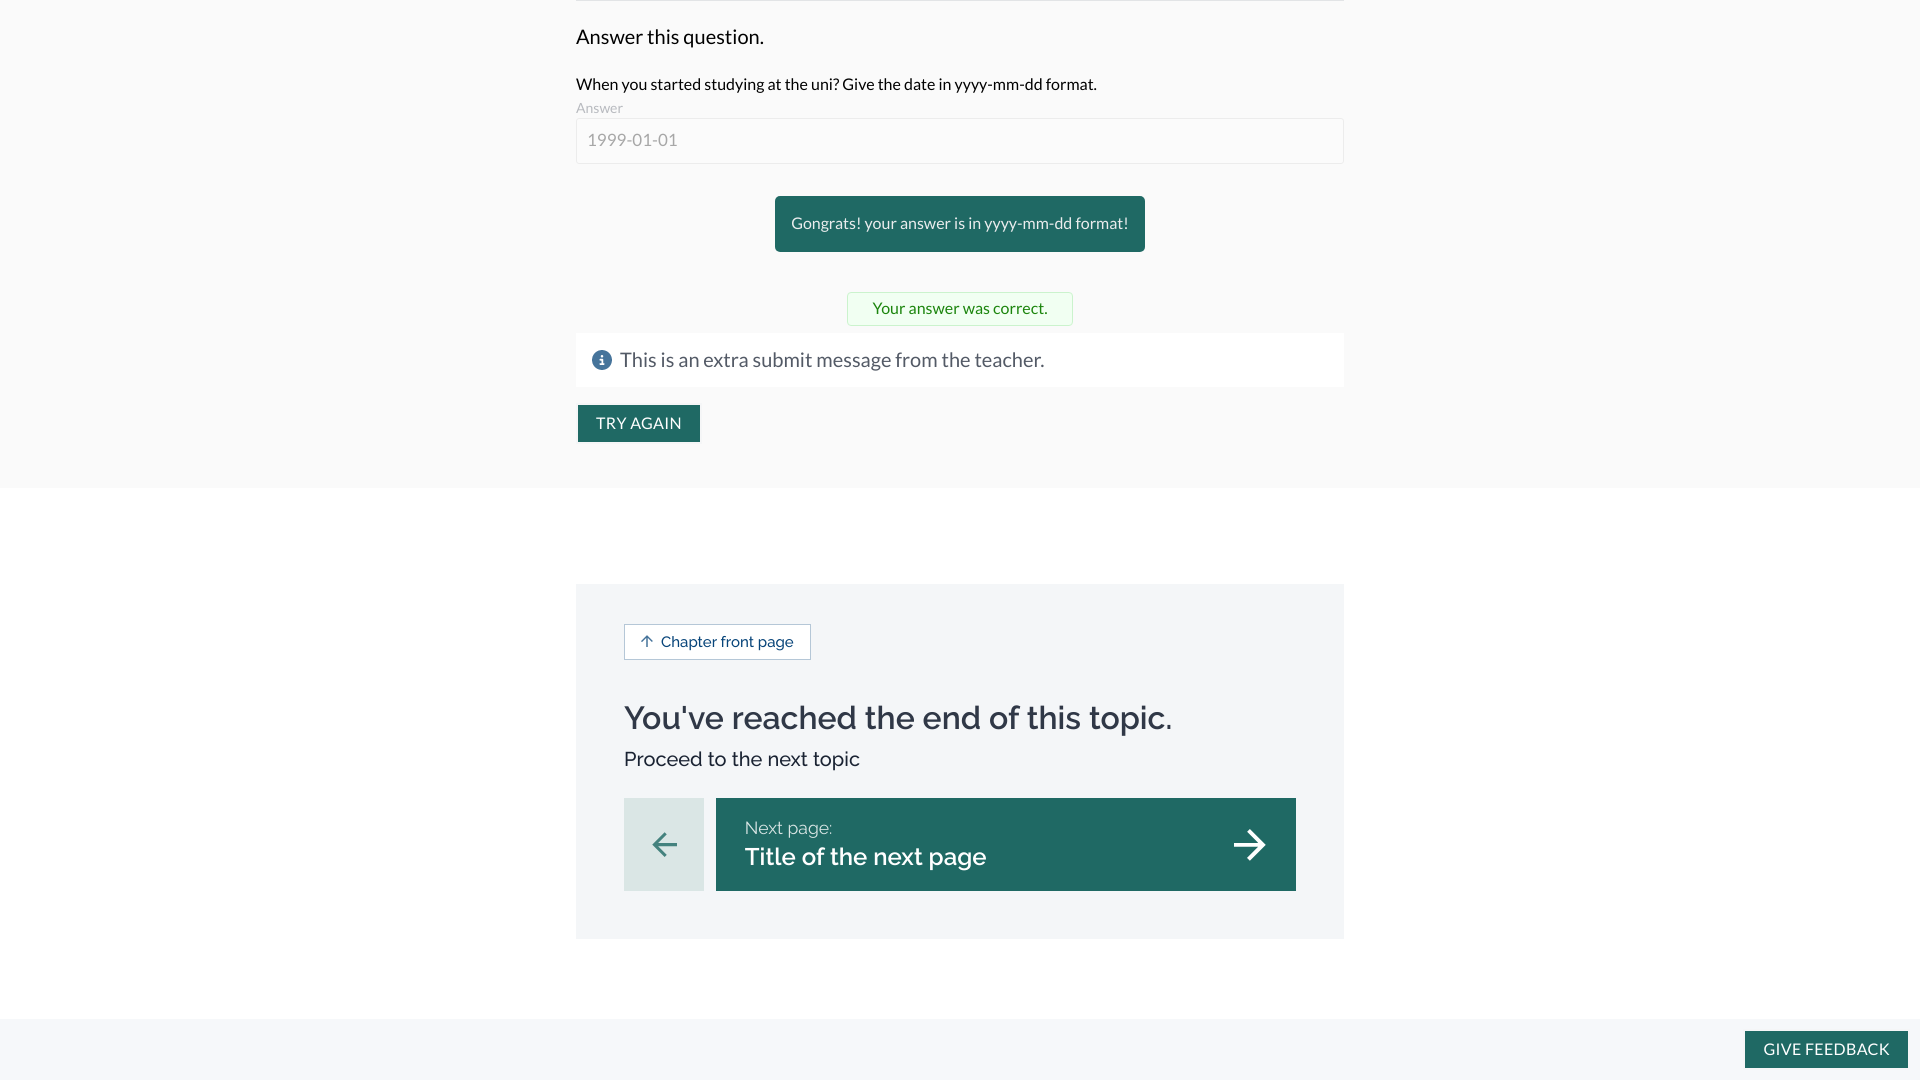 Answer this question.
When you started studying at the uni? Give the date in yyyy-mm-dd format.
Answer
1999-01-01
Gongrats! your answer is in yyyy-mm-dd format!
Your answer was correct.
This is an extra submit message from the teacher.
TRY AGAIN
Chapter front page
You've reached the end of this topic.
Proceed to the next topic
Next page:
Title of the next page
GIVE FEEDBACK